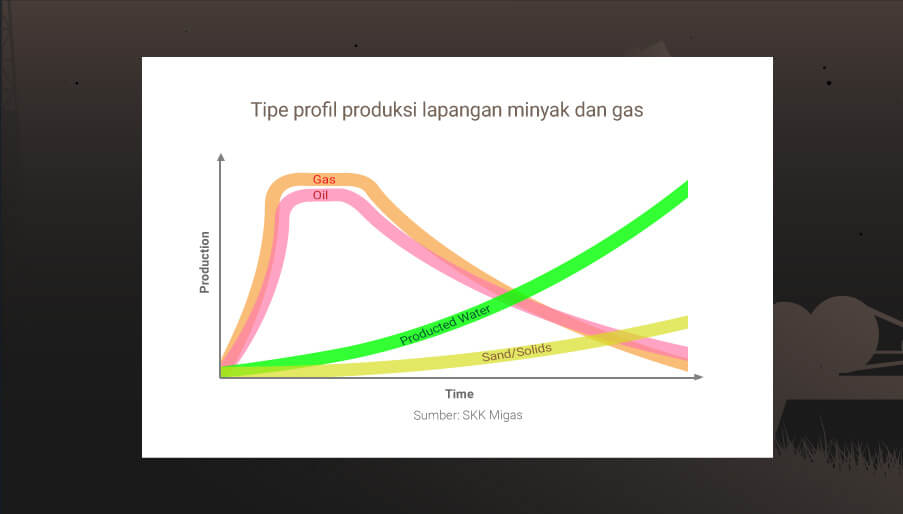 Tipe profil produksi lapangan minyak dan gas
Gas
Oil
Production
Producted Water
Sand/Solids
Time
Sumber: SKK Migas